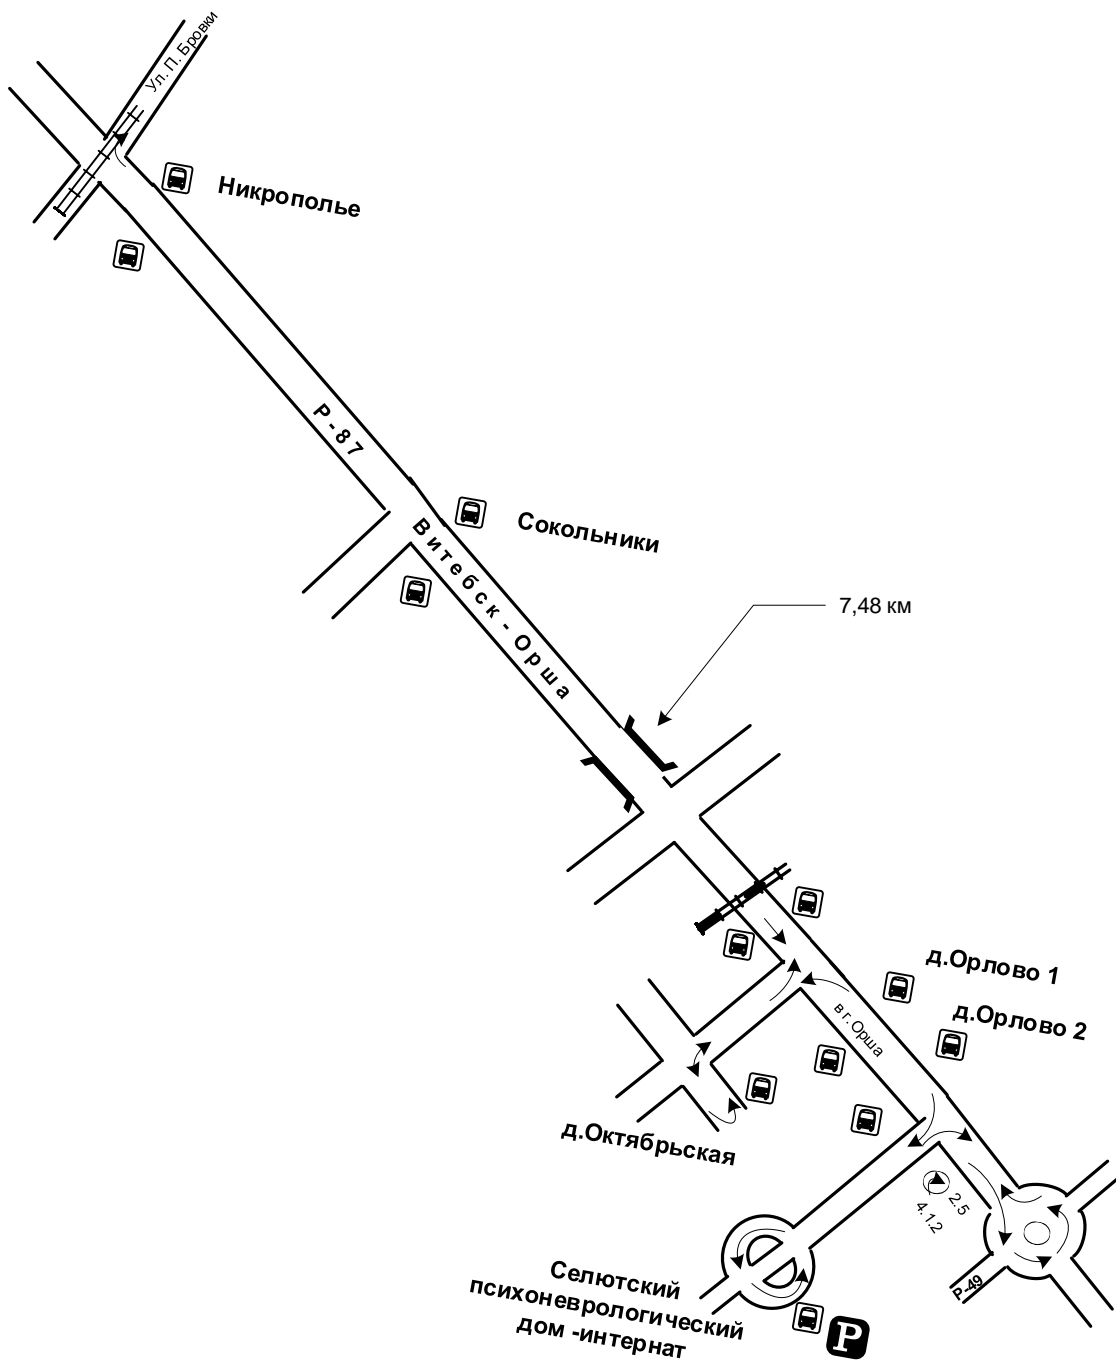 Ул. П. Бровки
Никрополье
Р-87
Сокольники
Витебск - Орша
7,48 км
д.Орлово 1
д.Орлово 2
в г. Орша
д.Октябрьская
2.5
4.1.2
Р-49
Селютский
психоневрологический
дом -интернат
P